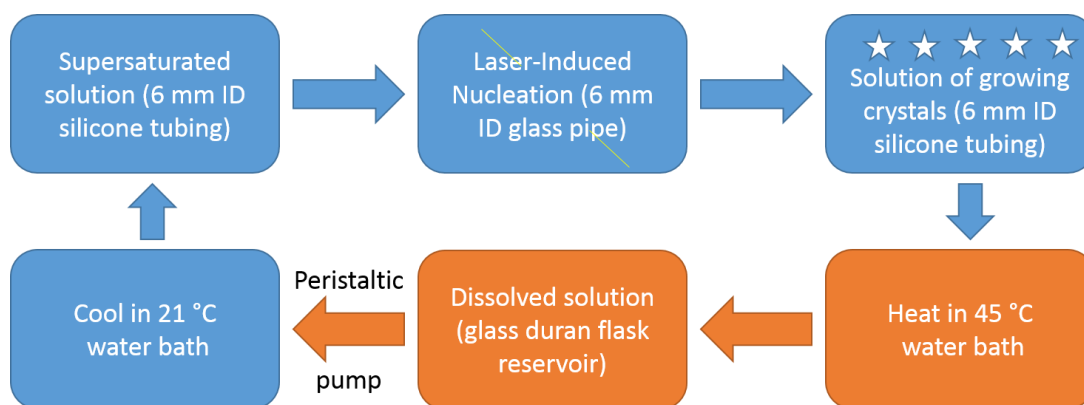 Supersaturated
solution (6 mm ID
silicone tubing)
Laser-Induced
Nucleation (6 mm
ID glass pipe)
Solution of growing
crystals (6 mm ID
silicone tubing)
Cool in 21 °C
water bath
Peristaltic
pump
Dissolved solution
(glass duran flask
reservoir)
Heat in 45 °C
water bath